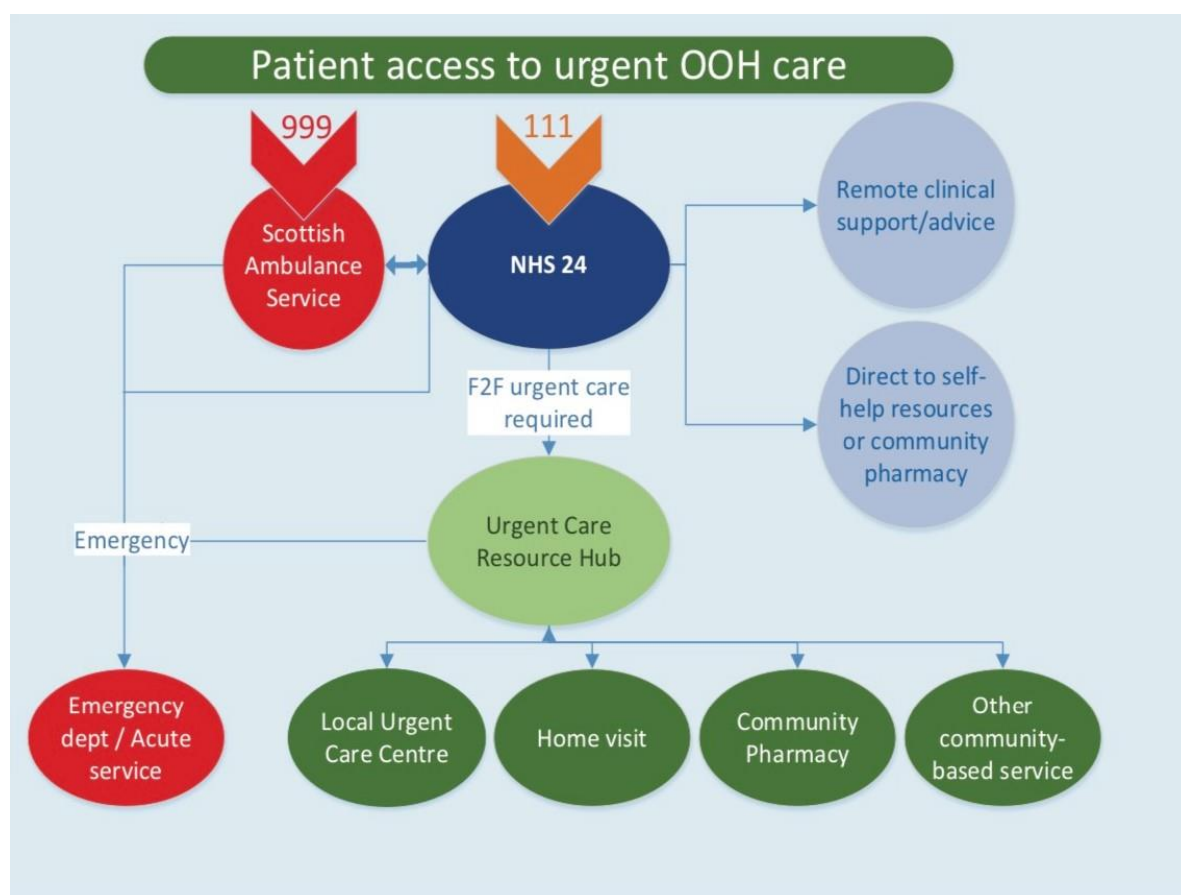 Patient access to urgent OOH care
999
111
Scottish
Ambulance
Service
NHS 24
Remote clinical
support/advice
F2F urgent care
required
Direct to self-
help resources
or community
pharmacy
Emergency
Urgent Care
Resource Hub
Emergency
dept / Acute
service
Local Urgent
Care Centre
Home visit
Community
Pharmacy
Other
community-
based service